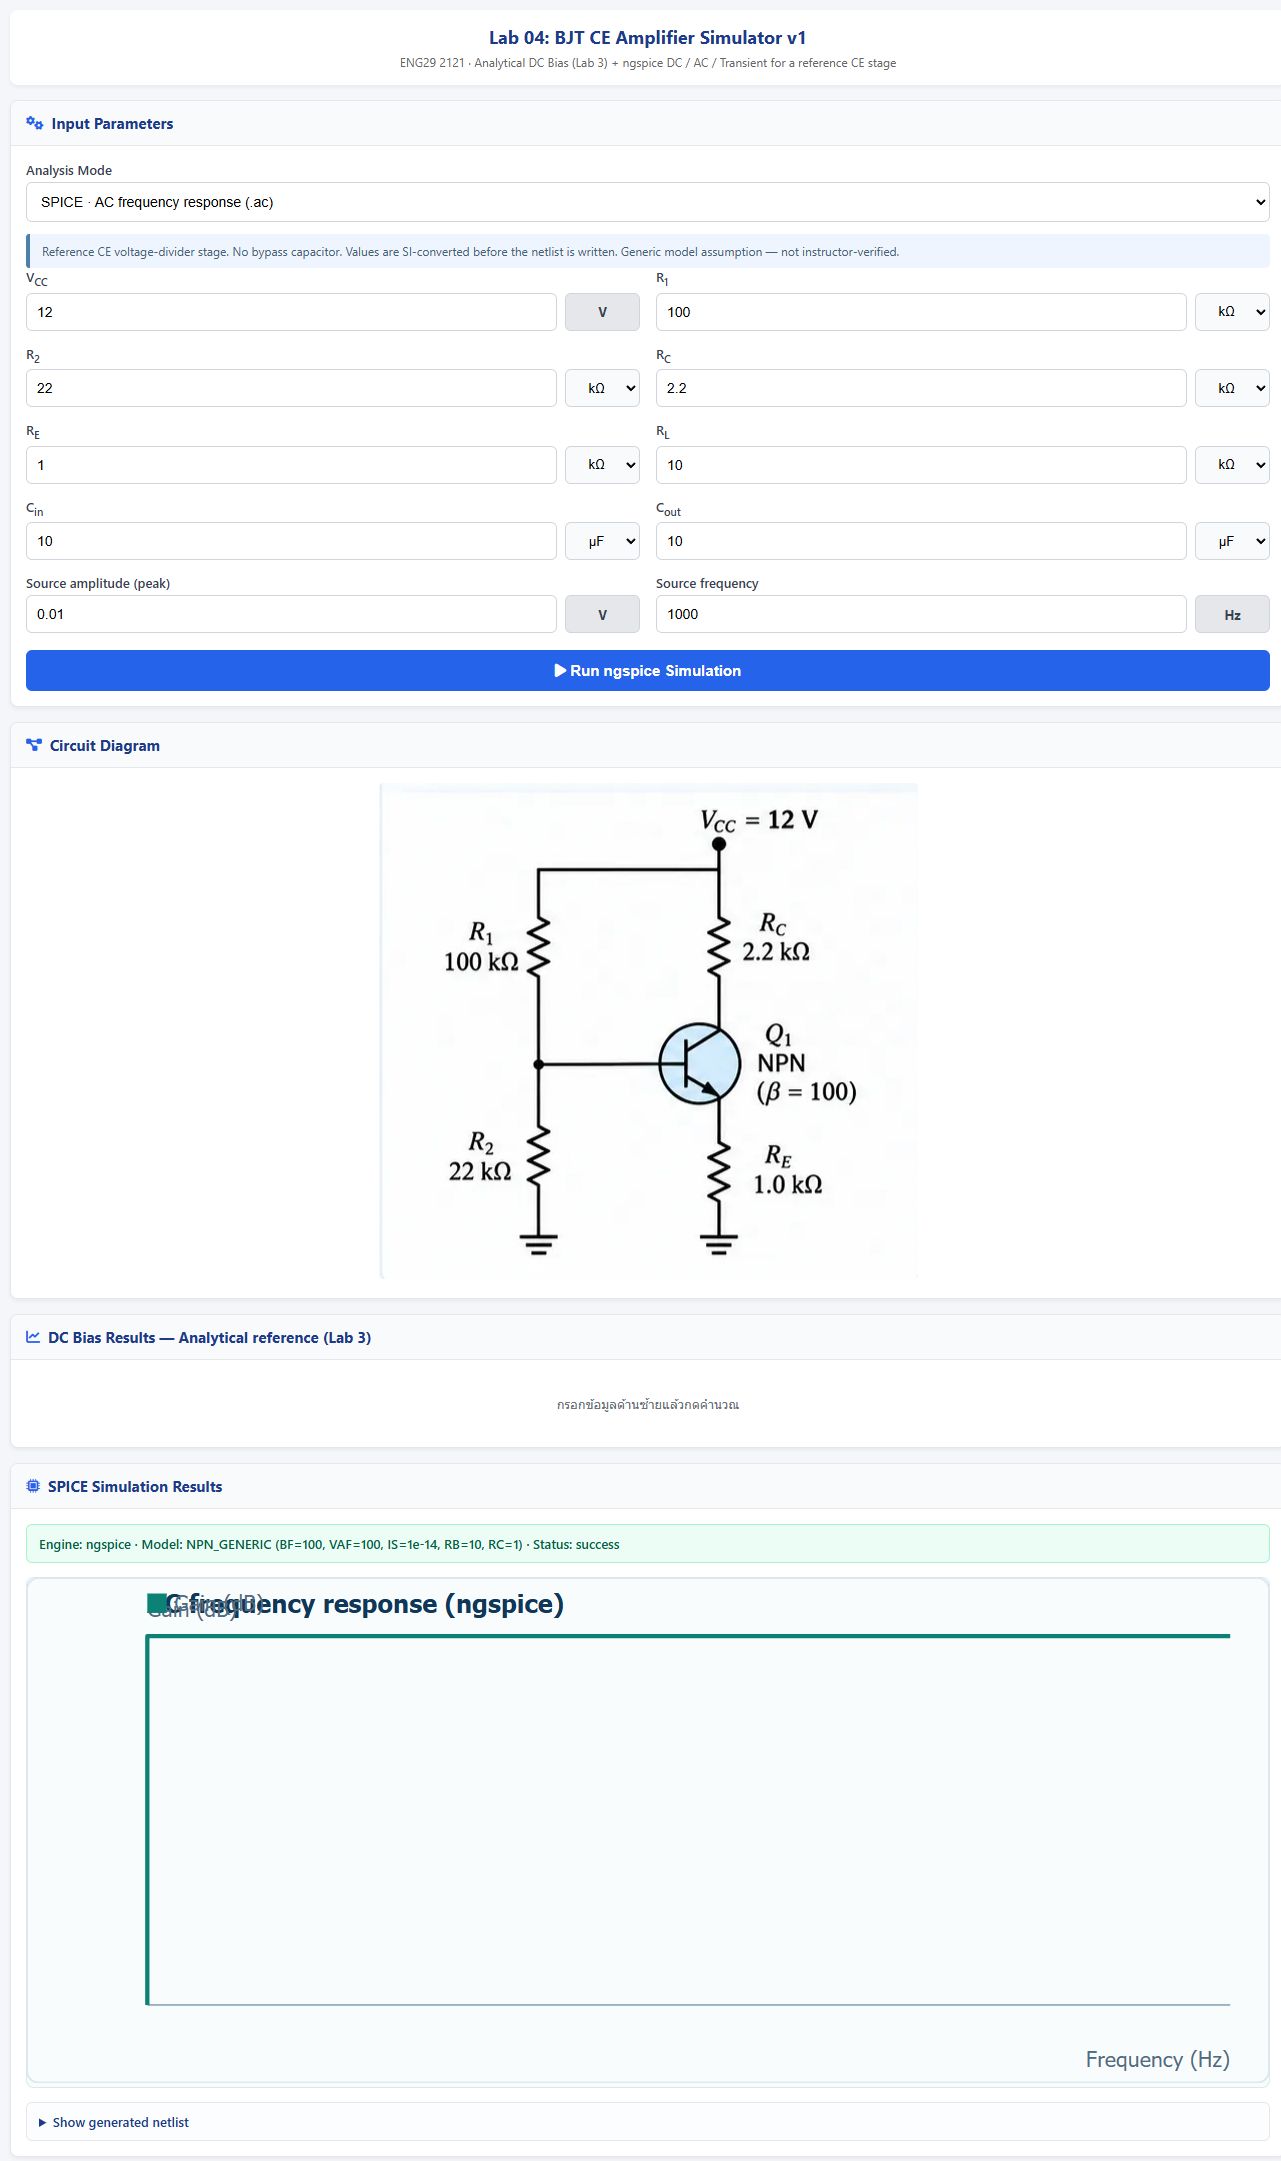 Lab 04: BJT CE Amplifier Simulator v1
ENG29 2121 · Analytical DC Bias (Lab 3) + ngspice DC / AC / Transient for a reference CE stage
Input Parameters
Analysis Mode
SPICE · AC frequency response (.ac)
Reference CE voltage-divider stage. No bypass capacitor. Values are SI-converted before the netlist is written. Generic model assumption — not instructor-verified.
VCC
12 V
R1
100 kΩ
R2
22 kΩ
RC
2.2 kΩ
RE
1 kΩ
RL
10 kΩ
Cin
10 µF
Cout
10 µF
Source amplitude (peak)
0.01 V
Source frequency
1000 Hz
Run ngspice Simulation
Circuit Diagram
VCC = 12 V
R1
100 kΩ
RC
2.2 kΩ
Q1
NPN
(β = 100)
R2
22 kΩ
RE
1.0 kΩ
DC Bias Results — Analytical reference (Lab 3)
กรอกข้อมูลด้านซ้ายแล้วกดคำนวณ
SPICE Simulation Results
Engine: ngspice · Model: NPN_GENERIC (BF=100, VAF=100, IS=1e-14, RB=10, RC=1) · Status: success
C frequency response (ngspice)
Gain (dB)
Gain (dB)
Frequency (Hz)
Show generated netlist